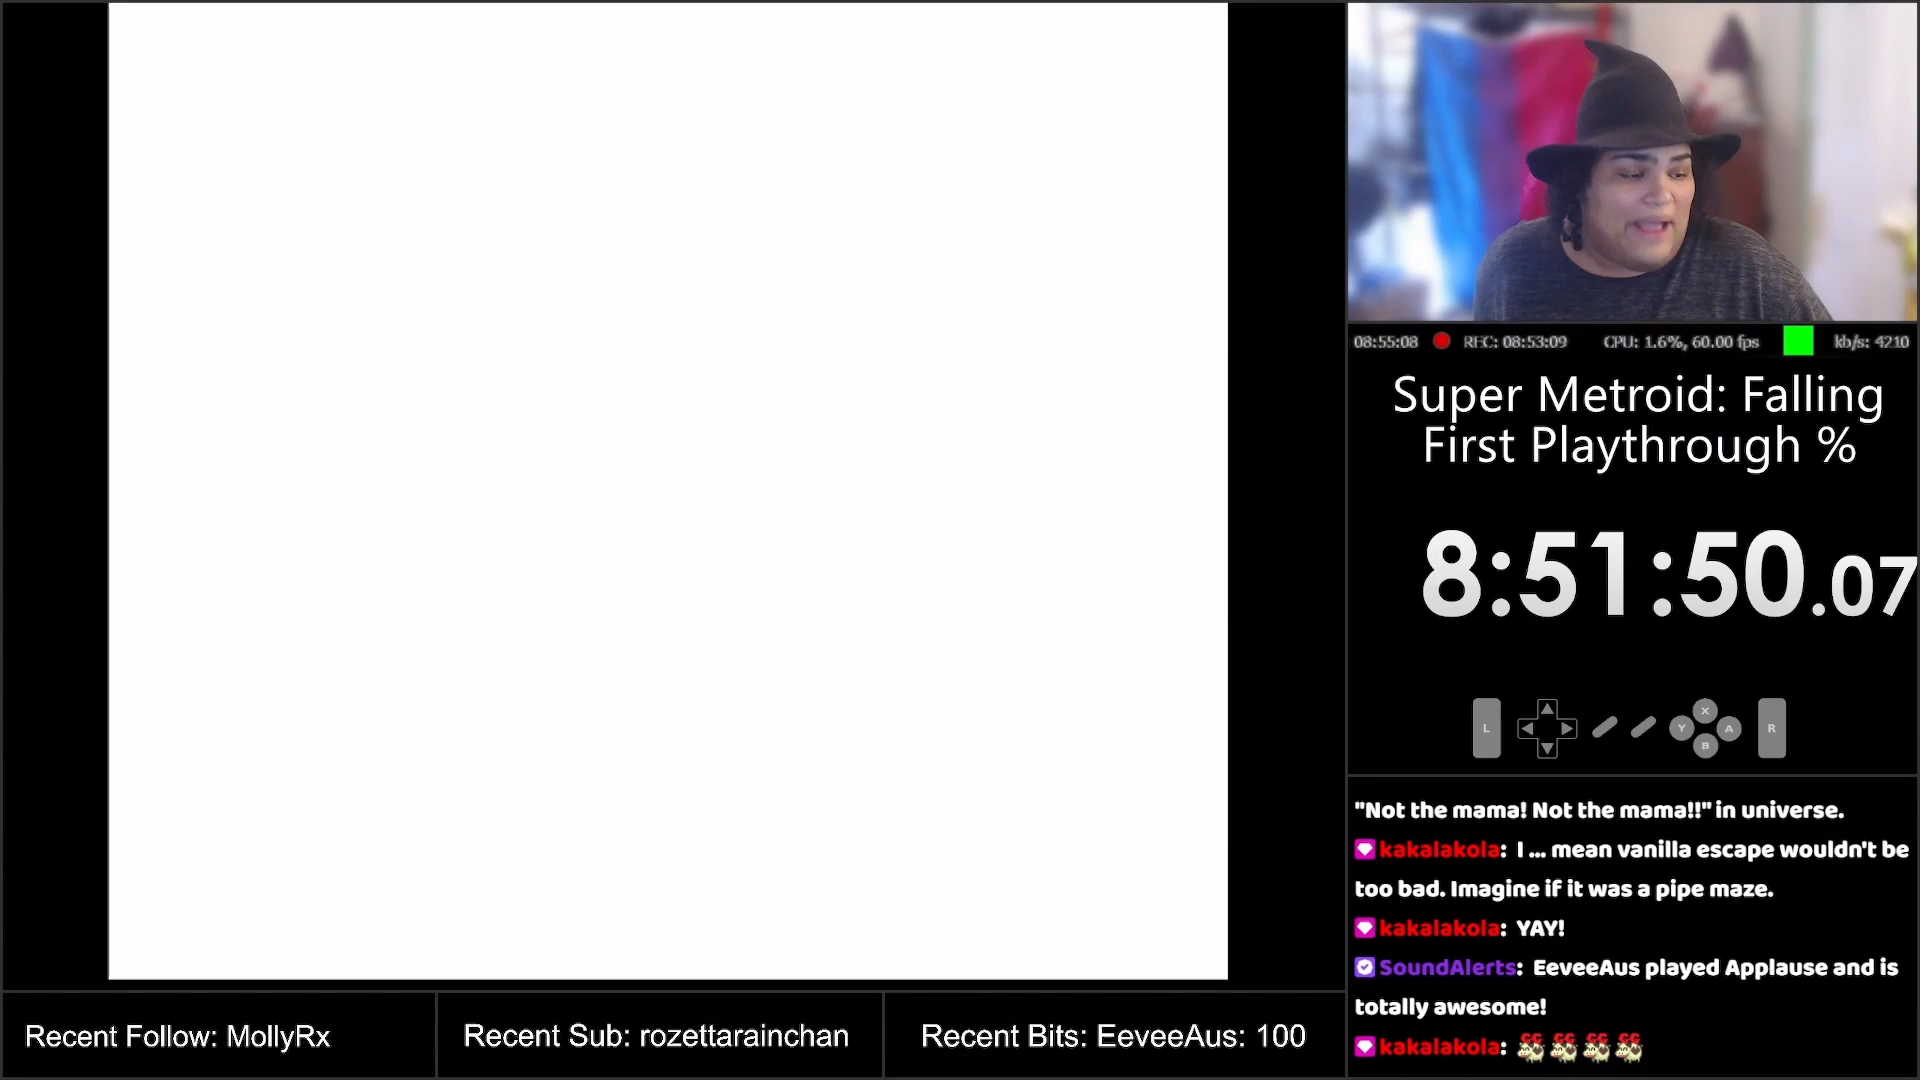 08:55:08 REC: 08:53:09 CPU: 1.6%, 60.00 fps kb/s: 4210
Super Metroid: Falling
First Playthrough %
8:51:50.07
L X Y A B R
"Not the mama! Not the mama!!" in universe.
kakalakola: I ... mean vanilla escape wouldn't be
too bad. Imagine if it was a pipe maze.
kakalakola: YAY!
SoundAlerts: EeveeAus played Applause and is
totally awesome!
kakalakola:
Recent Follow: MollyRx
Recent Sub: rozettarainchan
Recent Bits: EeveeAus: 100